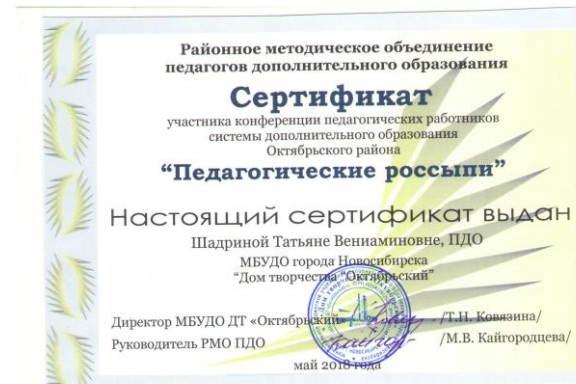 Районное методическое объединение
педагогов дополнительного образования
Сертификат
участника конференции педагогических работников
системы дополнительного образования
Октябрьского района
“Педагогические россыпи”
Настоящий сертификат выдан
Шадриной Татьяне Вениаминовне, ПДО
МБУДО города Новосибирска
“Дом творчества “Октябрьский”
Директор МБУДО ДТ «Октябрьский» /Т.Н. Ковязина/
Руководитель РМО ПДО /М.В. Кайгородцева/
май 2018 года